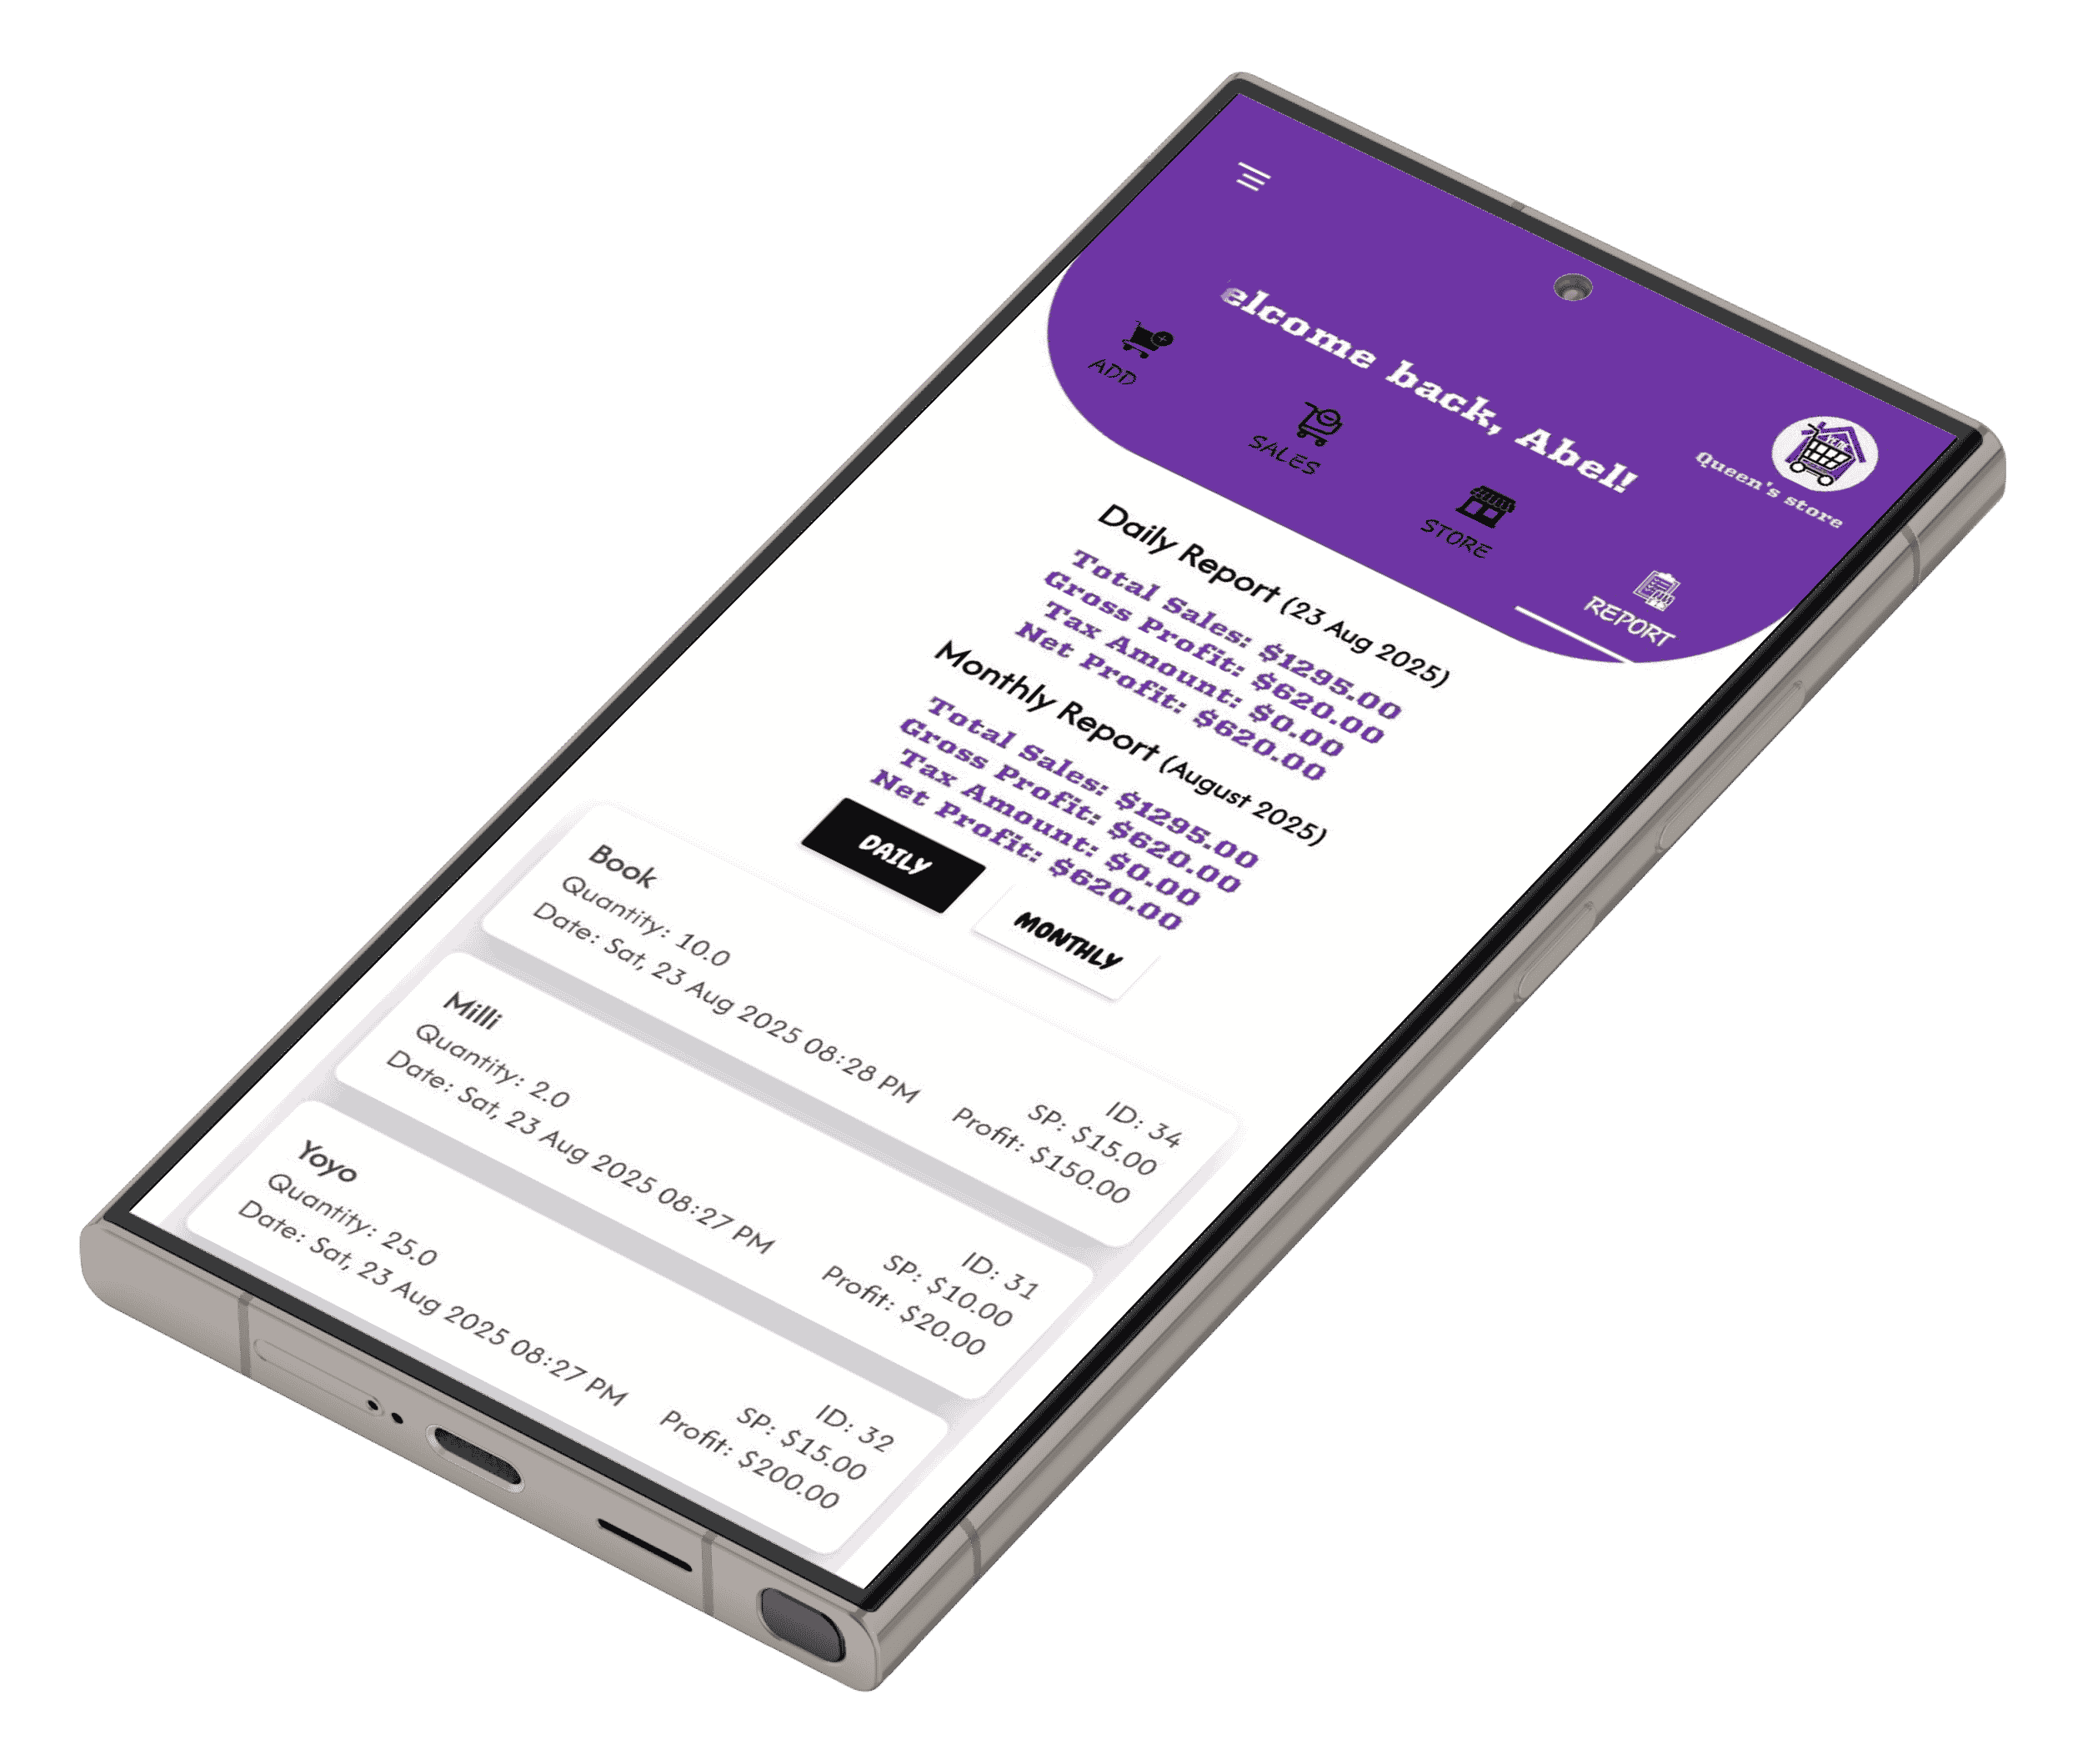 elcome back, Abel!
Queen's store
ADD
SALES
STORE
REPORT
Daily Report (23 Aug 2025)
Total Sales: $1295.00
Gross Profit: $620.00
Tax Amount: $0.00
Net Profit: $620.00
Monthly Report (August 2025)
Total Sales: $1295.00
Gross Profit: $620.00
Tax Amount: $0.00
Net Profit: $620.00
DAILY
MONTHLY
Book
Quantity: 10.0
Date: Sat, 23 Aug 2025 08:28 PM
ID: 34
SP: $15.00
Profit: $150.00
Milli
Quantity: 2.0
Date: Sat, 23 Aug 2025 08:27 PM
ID: 31
SP: $10.00
Profit: $20.00
Yoyo
Quantity: 25.0
Date: Sat, 23 Aug 2025 08:27 PM
ID: 32
SP: $15.00
Profit: $200.00